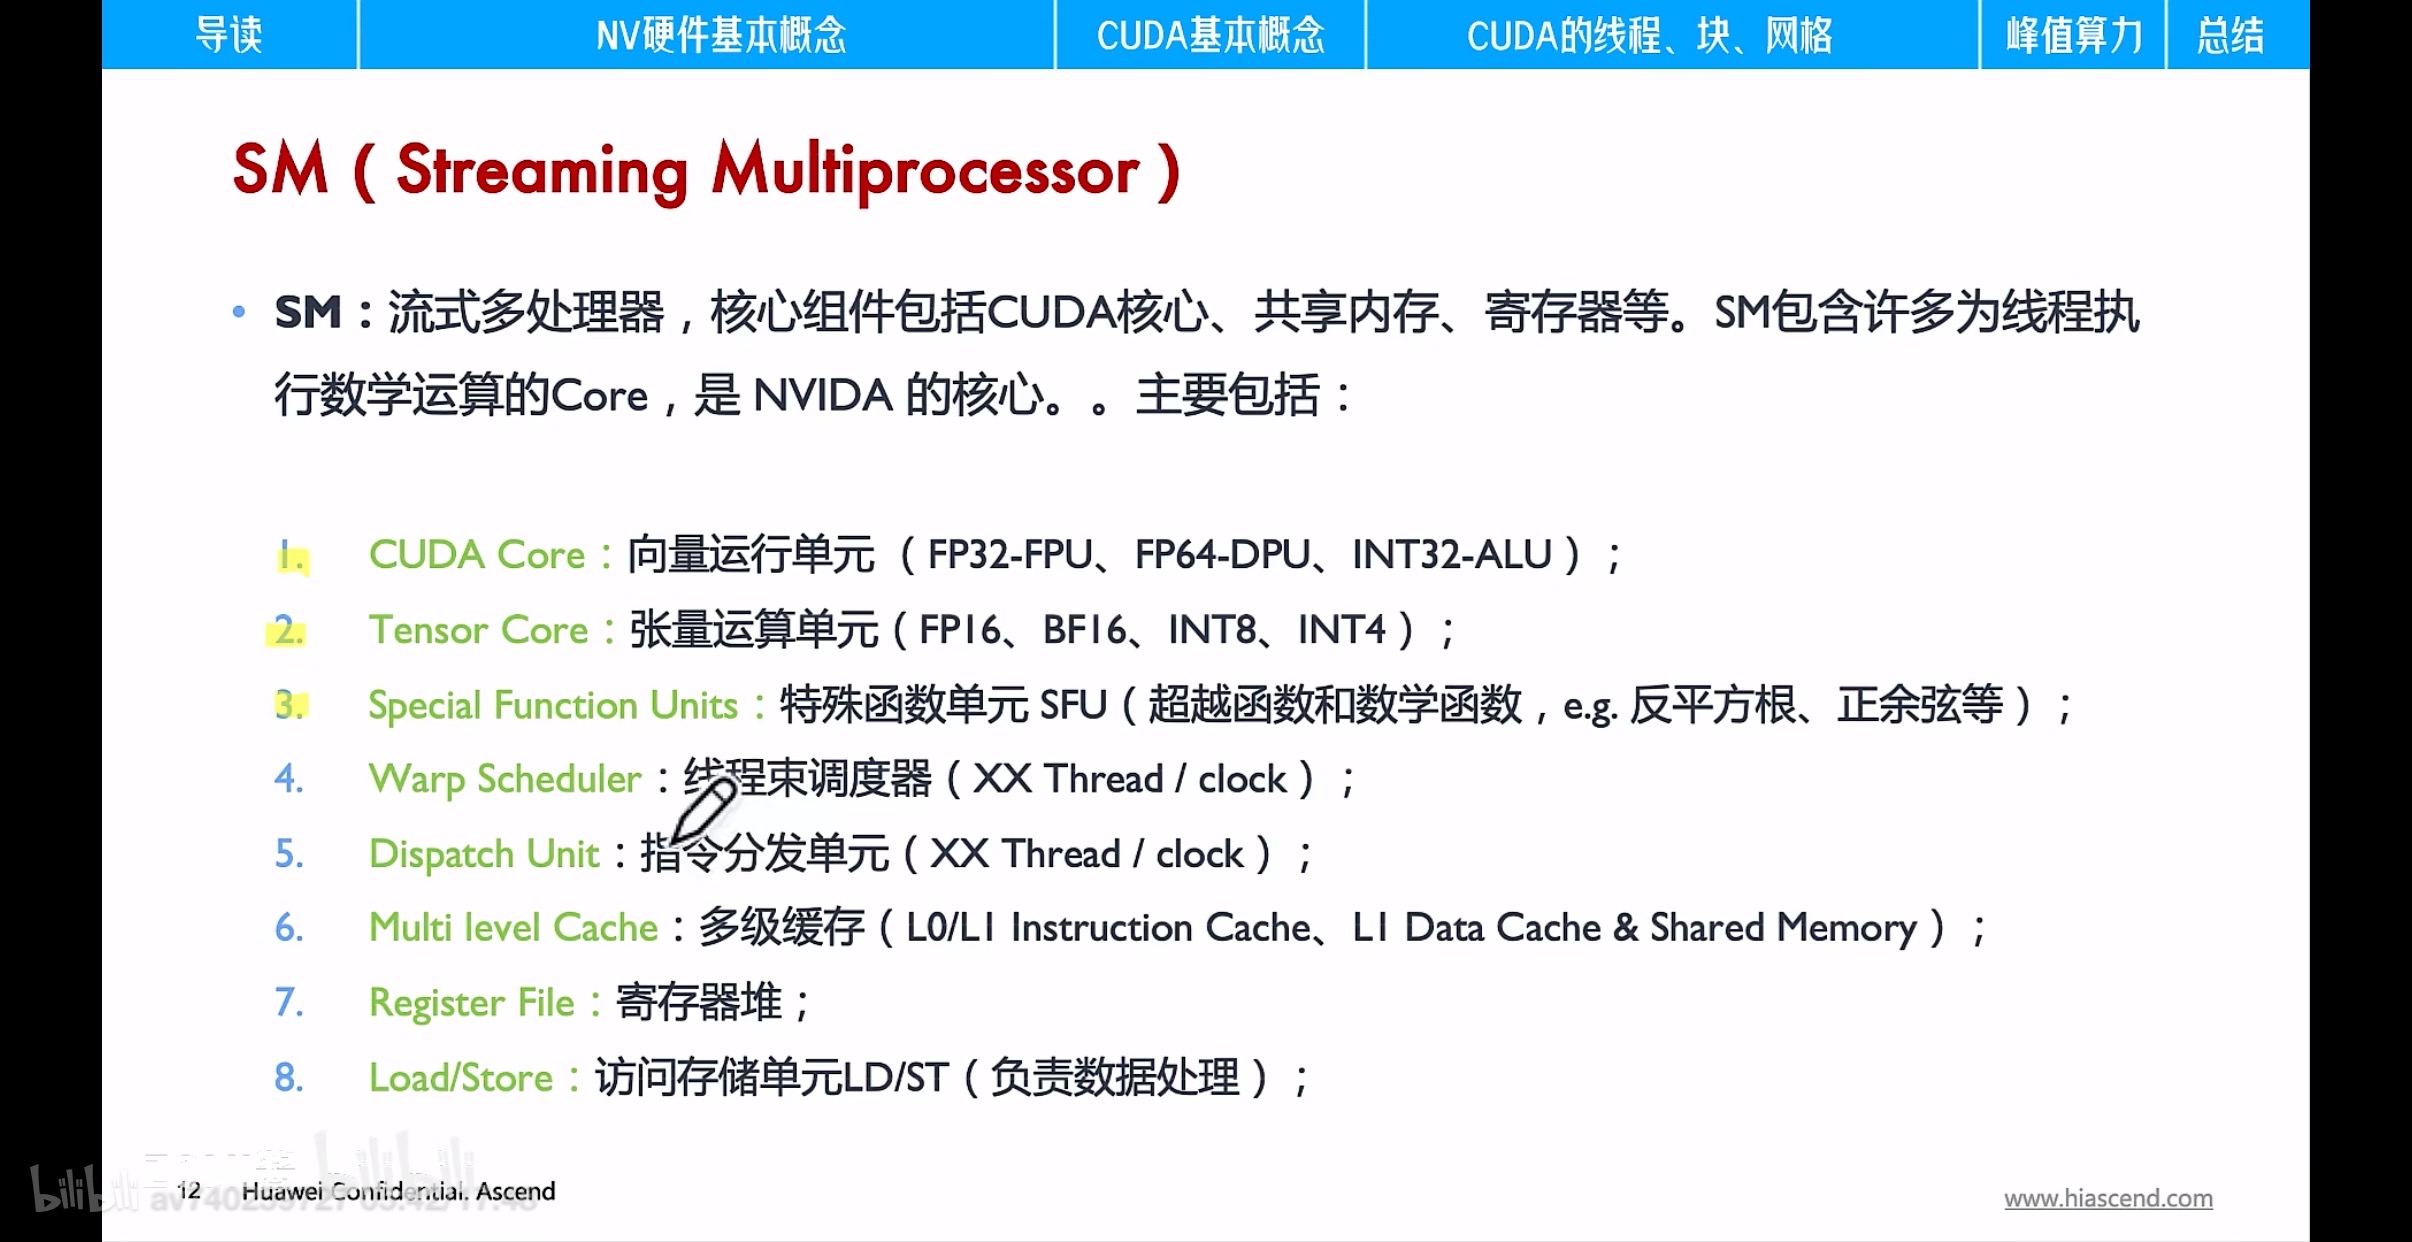 导读 NV硬件基本概念 CUDA基本概念 CUDA的线程、块、网格 峰值算力 总结
SM（Streaming Multiprocessor）
• SM：流式多处理器，核心组件包括CUDA核心、共享内存、寄存器等。SM包含许多为线程执
行数学运算的Core，是 NVIDA 的核心。。主要包括：
1. CUDA Core：向量运行单元（FP32-FPU、FP64-DPU、INT32-ALU）；
2. Tensor Core：张量运算单元（FP16、BF16、INT8、INT4）；
3. Special Function Units：特殊函数单元 SFU（超越函数和数学函数，e.g. 反平方根、正余弦等）；
4. Warp Scheduler：线程束调度器（XX Thread / clock）；
5. Dispatch Unit：指令分发单元（XX Thread / clock）；
6. Multi level Cache：多级缓存（L0/L1 Instruction Cache、L1 Data Cache & Shared Memory）；
7. Register File：寄存器堆；
8. Load/Store：访问存储单元LD/ST（负责数据处理）；
bilibili
12 Huawei Confidential. Ascend
www.hiascend.com